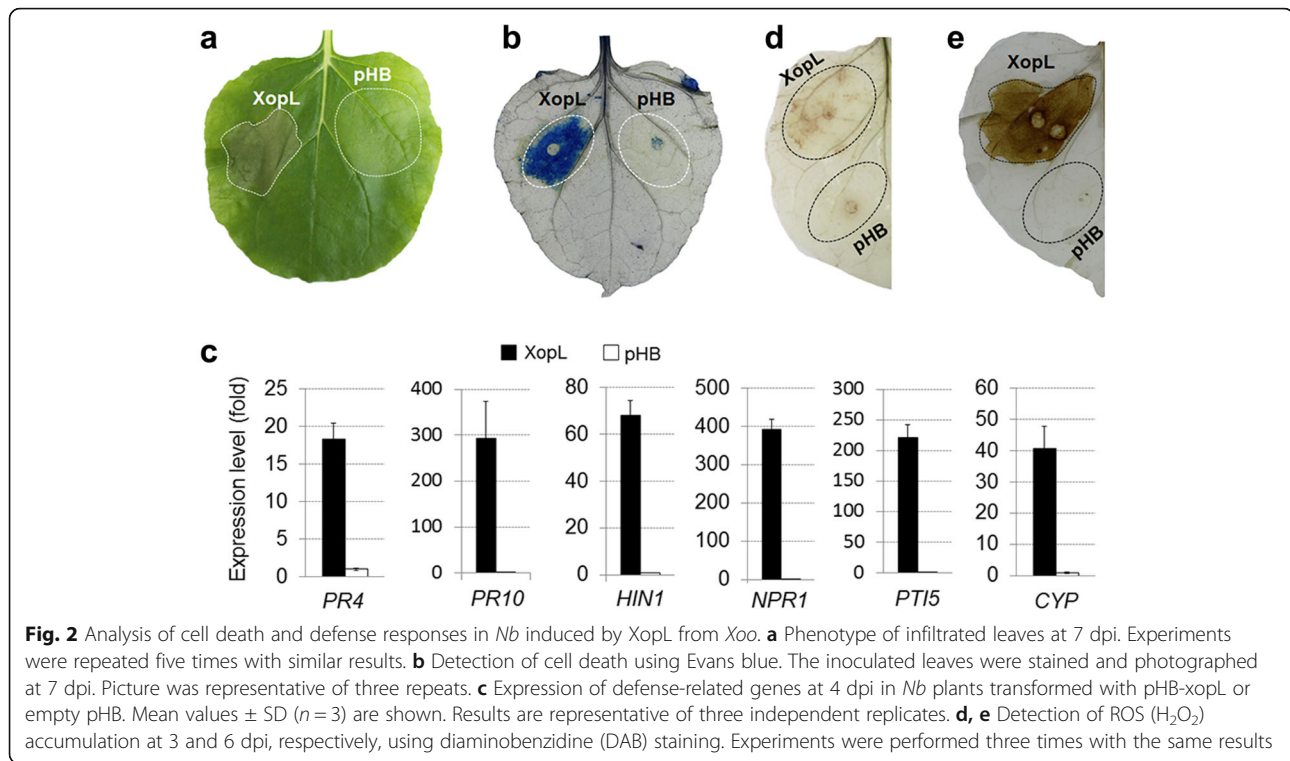 a
b
d
e
XopL
pHB
XopL
pHB
XopL
pHB
XopL
pHB
c
XopL pHB
Expression level (fold)
25
20
15
10
5
0
PR4
400
300
200
100
0
PR10
80
60
40
20
0
HIN1
500
400
300
200
100
0
NPR1
300
250
200
150
100
50
0
PTI5
60
50
40
30
20
10
0
CYP
Fig. 2 Analysis of cell death and defense responses in Nb induced by XopL from Xoo. a Phenotype of infiltrated leaves at 7 dpi. Experiments
were repeated five times with similar results. b Detection of cell death using Evans blue. The inoculated leaves were stained and photographed
at 7 dpi. Picture was representative of three repeats. c Expression of defense-related genes at 4 dpi in Nb plants transformed with pHB-xopL or
empty pHB. Mean values ± SD (n = 3) are shown. Results are representative of three independent replicates. d, e Detection of ROS (H₂O₂)
accumulation at 3 and 6 dpi, respectively, using diaminobenzidine (DAB) staining. Experiments were performed three times with the same results